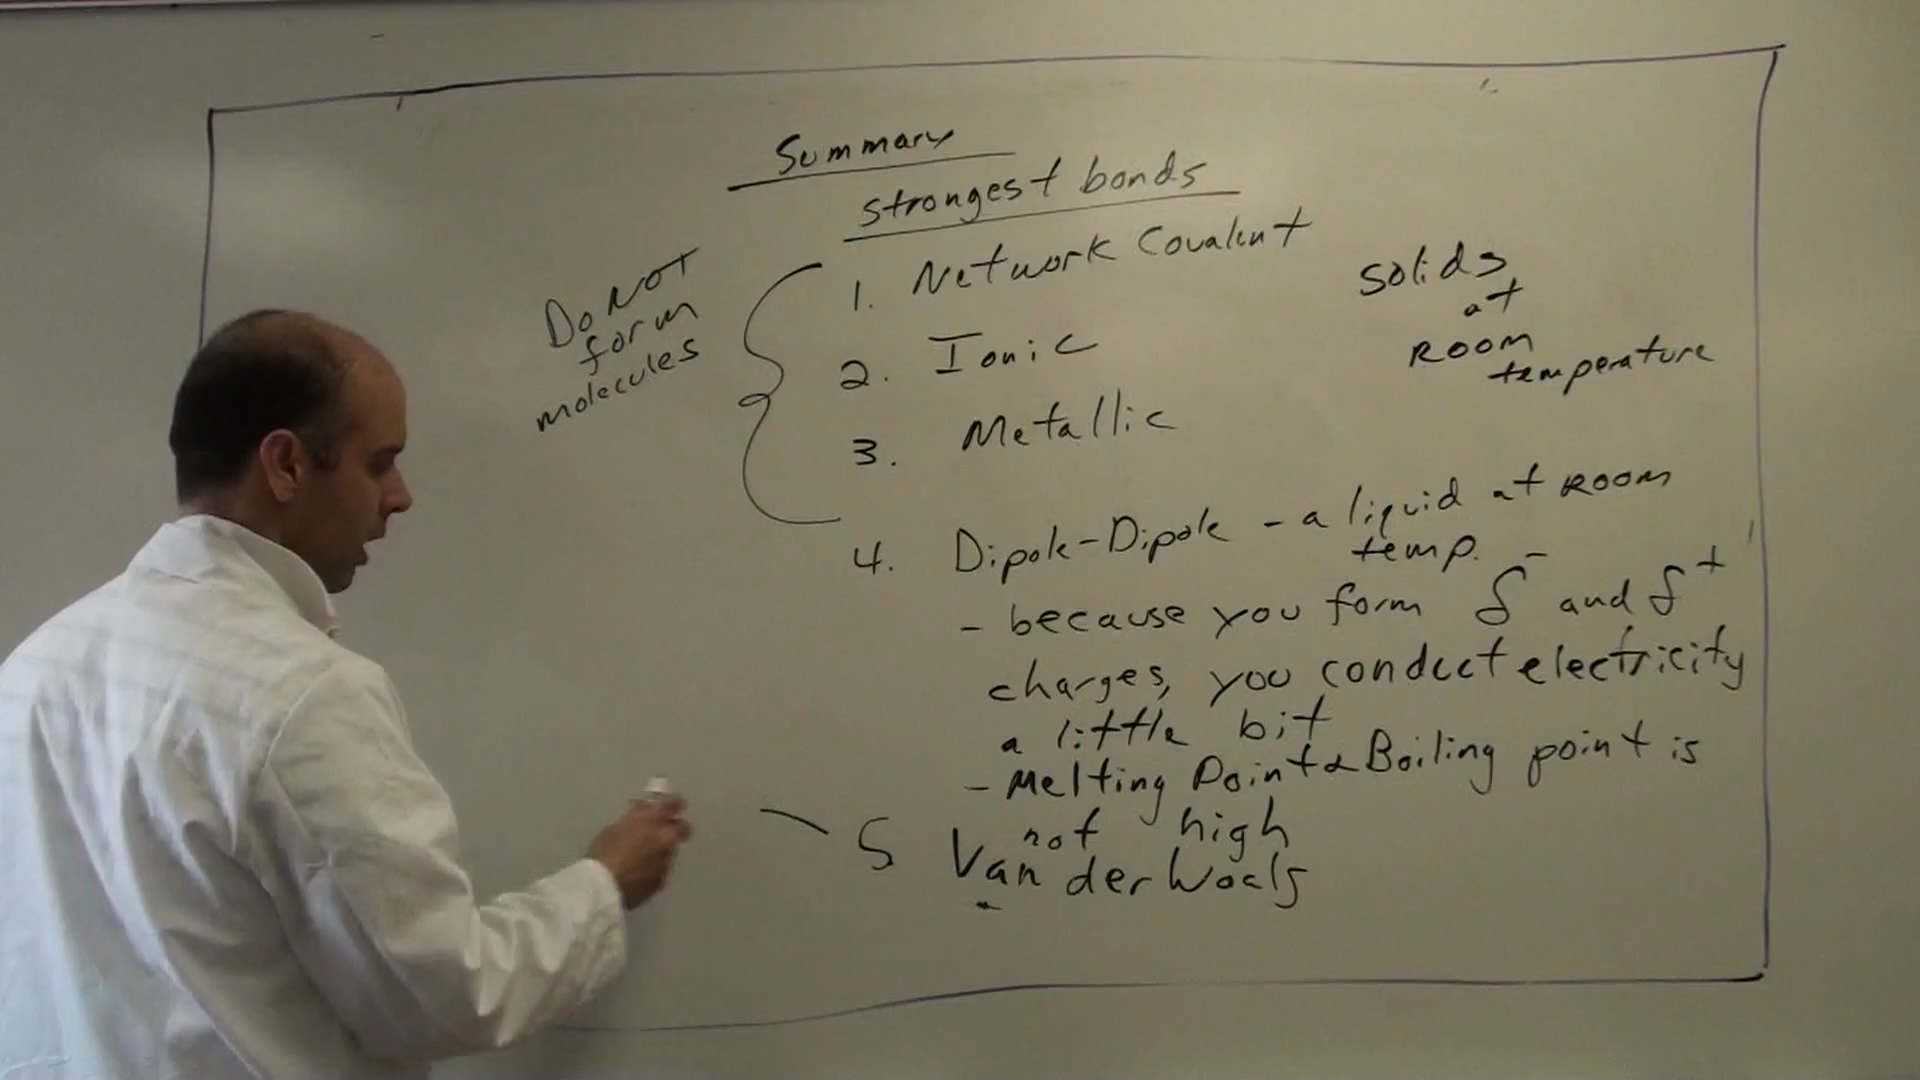 Summary
strongest bonds
Do NOT
form
molecules
1. Network Covalent
2. Ionic
3. Metallic
Solids
at
Room
temperature
4. Dipole-Dipole - a liquid at Room
temp.
- because you form δ- and δ+
charges, you conduct electricity
a little bit
- Melting Point & Boiling point is
not high
5 Van der Waals